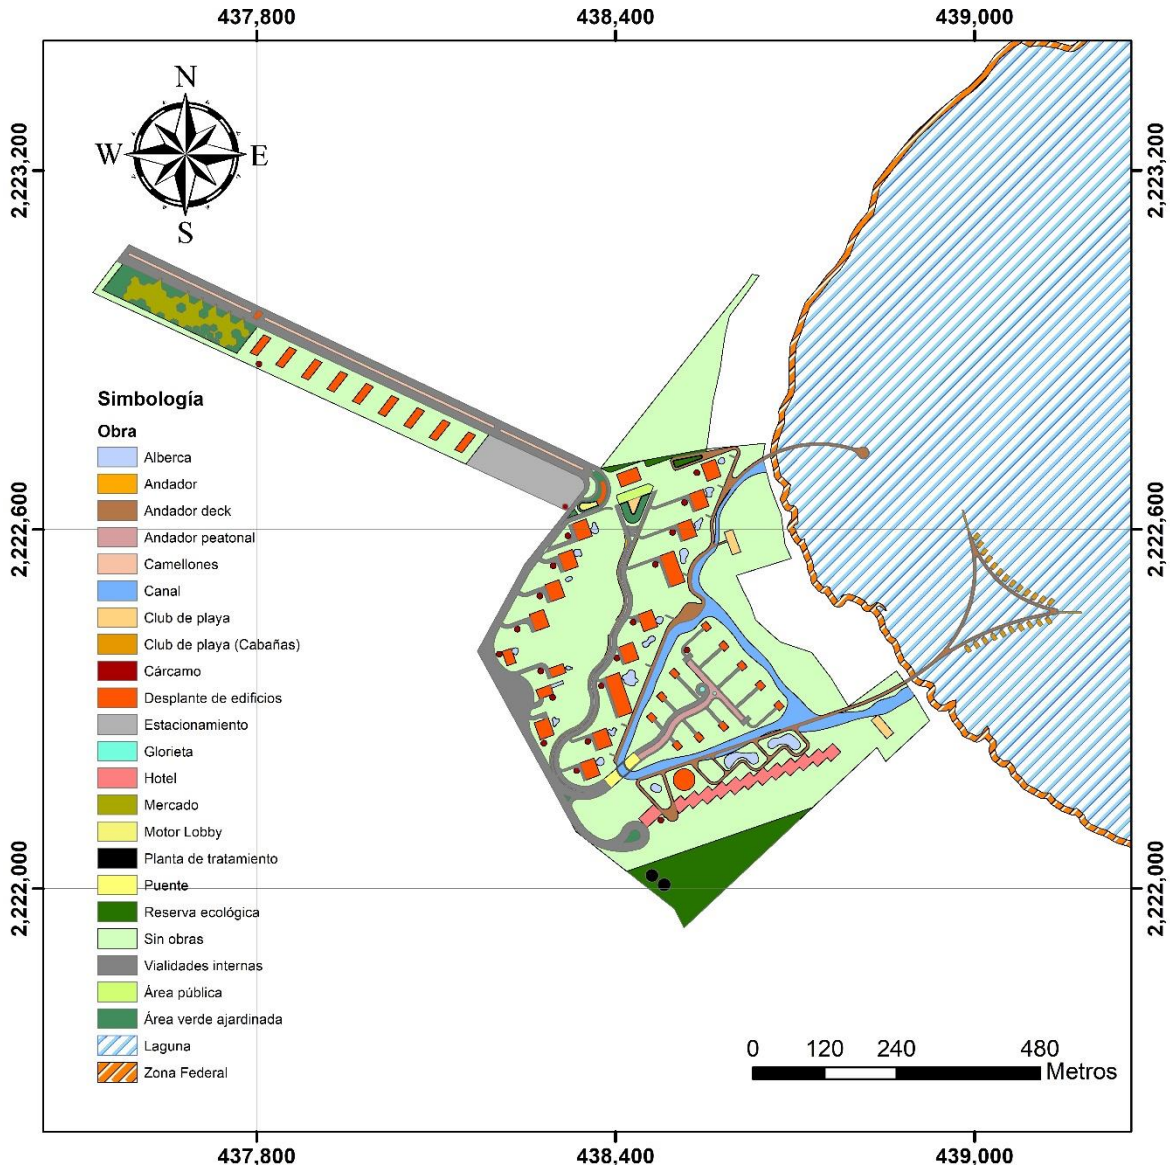 437,800 438,400 439,000
N
W E
S
2,223,200 2,223,200
2,222,600 2,222,600
2,222,000 2,222,000
Simbología
Obra
Alberca
Andador
Andador deck
Andador peatonal
Camellones
Canal
Club de playa
Club de playa (Cabañas)
Cárcamo
Desplante de edificios
Estacionamiento
Glorieta
Hotel
Mercado
Motor Lobby
Planta de tratamiento
Puente
Reserva ecológica
Sin obras
Vialidades internas
Área pública
Área verde ajardinada
Laguna
Zona Federal
0 120 240 480
Metros
437,800 438,400 439,000